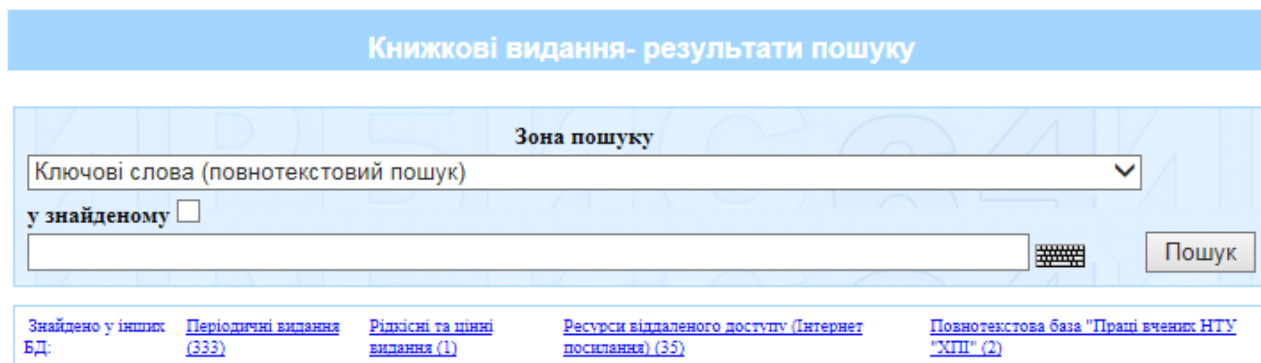 Книжкові видання- результати пошуку
ИРБИС64 И
Зона пошуку
Ключові слова (повнотекстовий пошук)
у знайденому
Пошук
Знайдено у інших БД:
Періодичні видання (333)
Рідкісні та цінні видання (1)
Ресурси віддаленого доступу (Інтернет посилання) (35)
Повнотекстова база "Праці вчених НТУ "ХПІ" (2)